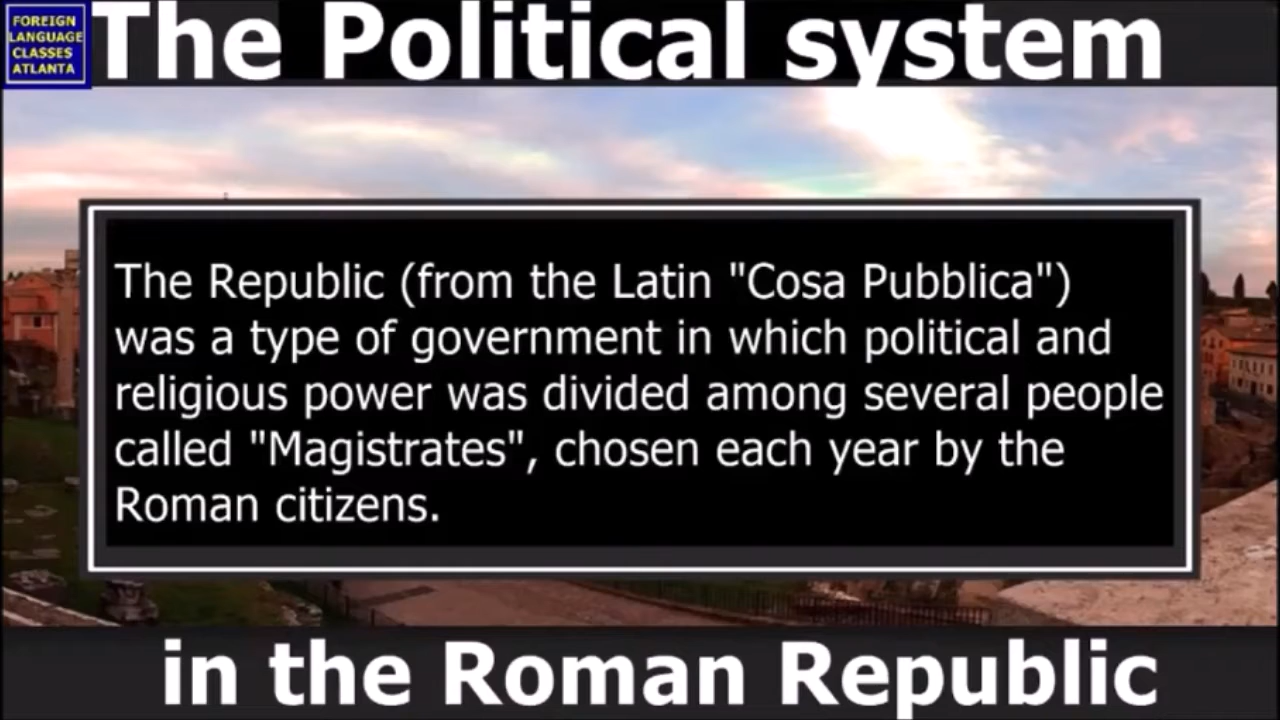 FOREIGN
LANGUAGE
CLASSES
ATLANTA
The Political system
The Republic (from the Latin "Cosa Pubblica")
was a type of government in which political and
religious power was divided among several people
called "Magistrates", chosen each year by the
Roman citizens.
in the Roman Republic